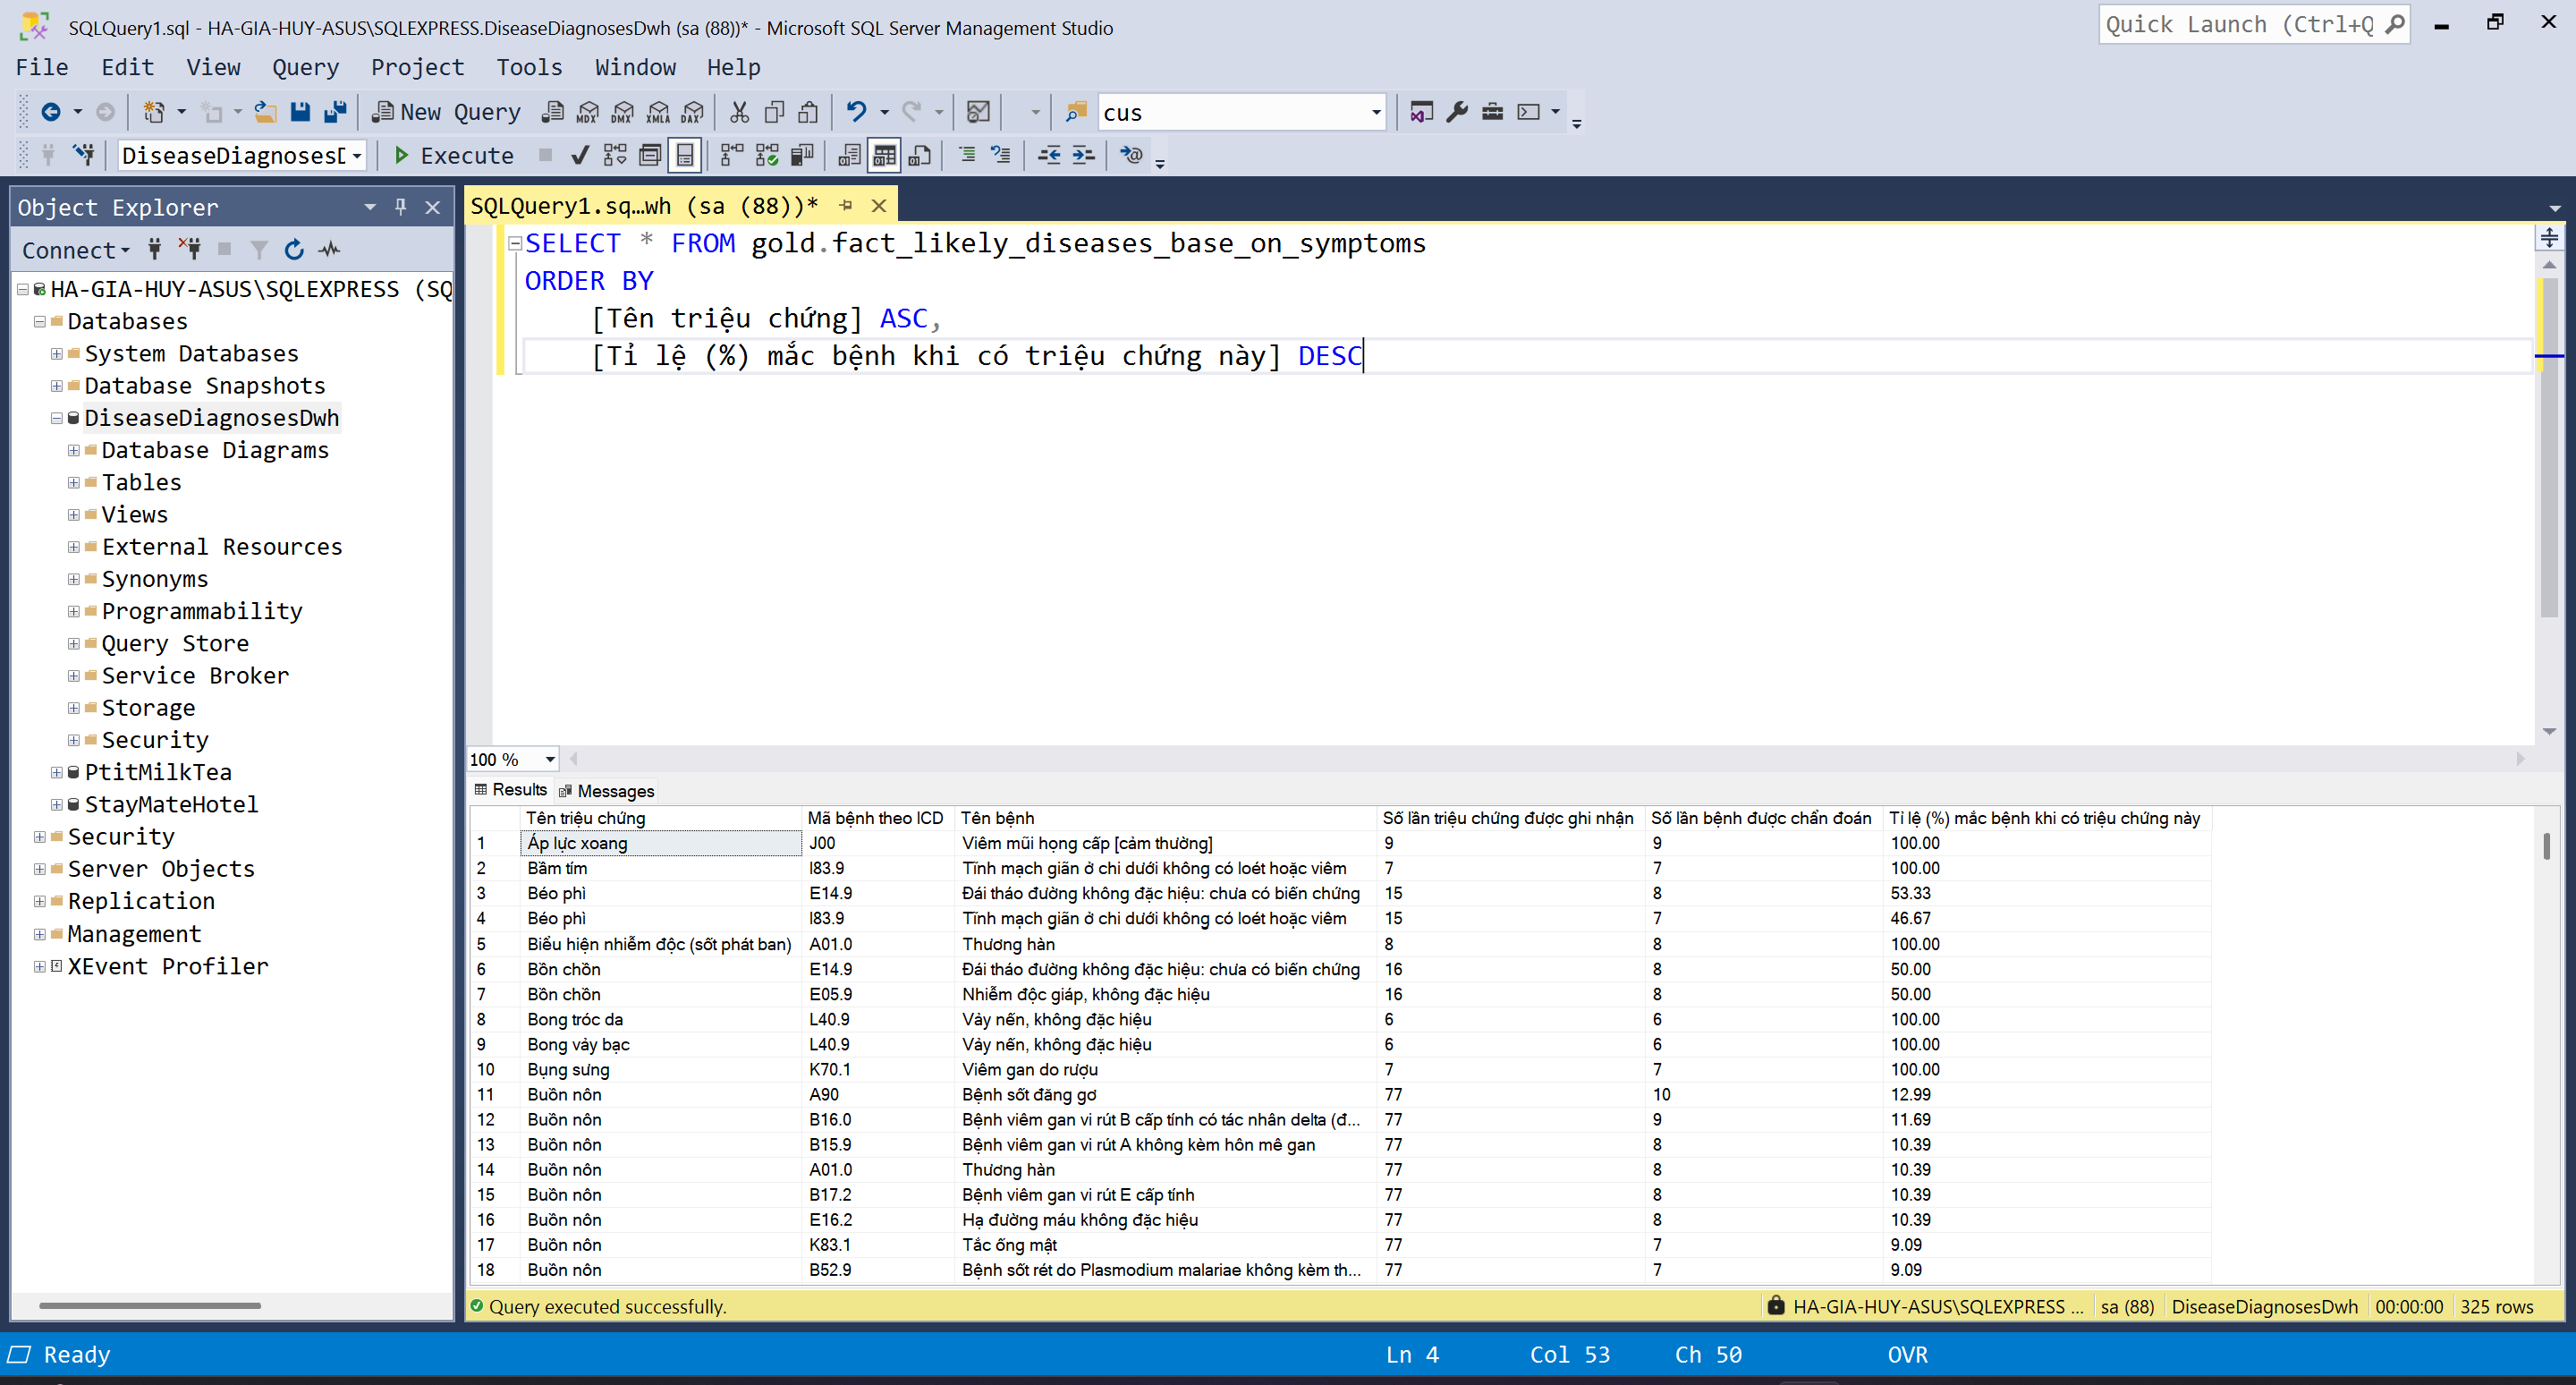 SQLQuery1.sql - HA-GIA-HUY-ASUS\SQLEXPRESS.DiseaseDiagnosesDwh (sa (88))* - Microsoft SQL Server Management Studio
Quick Launch (Ctrl+Q
File Edit View Query Project Tools Window Help
New Query MDX DMX XMLA DAX cus
DiseaseDiagnosesD Execute
Object Explorer
Connect
HA-GIA-HUY-ASUS\SQLEXPRESS (SQ
Databases
System Databases
Database Snapshots
DiseaseDiagnosesDwh
Database Diagrams
Tables
Views
External Resources
Synonyms
Programmability
Query Store
Service Broker
Storage
Security
PtitMilkTea
StayMateHotel
Security
Server Objects
Replication
Management
XEvent Profiler
SQLQuery1.sq...wh (sa (88))*
SELECT * FROM gold.fact_likely_diseases_base_on_symptoms
ORDER BY
[Tên triệu chứng] ASC,
[Tỉ lệ (%) mắc bệnh khi có triệu chứng này] DESC
100 %
Results Messages
Tên triệu chứng Mã bệnh theo ICD Tên bệnh Số lần triệu chứng được ghi nhận Số lần bệnh được chẩn đoán Tỉ lệ (%) mắc bệnh khi có triệu chứng này
1 Áp lực xoang J00 Viêm mũi họng cấp [cảm thường] 9 9 100.00
2 Bầm tím I83.9 Tĩnh mạch giãn ở chi dưới không có loét hoặc viêm 7 7 100.00
3 Béo phì E14.9 Đái tháo đường không đặc hiệu: chưa có biến chứng 15 8 53.33
4 Béo phì I83.9 Tĩnh mạch giãn ở chi dưới không có loét hoặc viêm 15 7 46.67
5 Biểu hiện nhiễm độc (sốt phát ban) A01.0 Thương hàn 8 8 100.00
6 Bồn chồn E14.9 Đái tháo đường không đặc hiệu: chưa có biến chứng 16 8 50.00
7 Bồn chồn E05.9 Nhiễm độc giáp, không đặc hiệu 16 8 50.00
8 Bong tróc da L40.9 Vảy nến, không đặc hiệu 6 6 100.00
9 Bong vảy bạc L40.9 Vảy nến, không đặc hiệu 6 6 100.00
10 Bụng sưng K70.1 Viêm gan do rượu 7 7 100.00
11 Buồn nôn A90 Bệnh sốt đăng gơ 77 10 12.99
12 Buồn nôn B16.0 Bệnh viêm gan vi rút B cấp tính có tác nhân delta (đ... 77 9 11.69
13 Buồn nôn B15.9 Bệnh viêm gan vi rút A không kèm hôn mê gan 77 8 10.39
14 Buồn nôn A01.0 Thương hàn 77 8 10.39
15 Buồn nôn B17.2 Bệnh viêm gan vi rút E cấp tính 77 8 10.39
16 Buồn nôn E16.2 Hạ đường máu không đặc hiệu 77 8 10.39
17 Buồn nôn K83.1 Tắc ống mật 77 7 9.09
18 Buồn nôn B52.9 Bệnh sốt rét do Plasmodium malariae không kèm th... 77 7 9.09
Query executed successfully. HA-GIA-HUY-ASUS\SQLEXPRESS ... sa (88) DiseaseDiagnosesDwh 00:00:00 325 rows
Ready Ln 4 Col 53 Ch 50 OVR